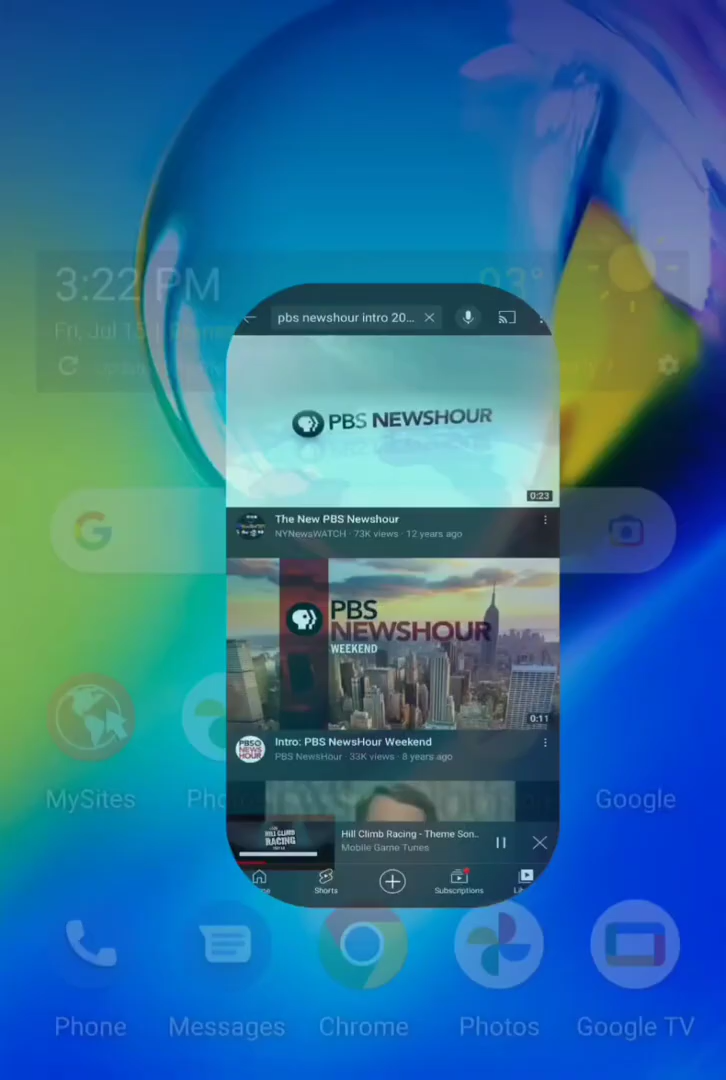 3:22 PM
93°
Fri, Jul 15
pbs newshour intro 20...
PBS NEWSHOUR
0:23
The New PBS Newshour
NYNewsWATCH · 73K views · 12 years ago
PBS
NEWSHOUR
WEEKEND
0:11
Intro: PBS NewsHour Weekend
PBS NewsHour · 33K views · 8 years ago
MySites
Google
HILL CLIMB
RACING
Hill Climb Racing - Theme Son..
Mobile Game Tunes
Shorts
Subscriptions
Phone
Messages
Chrome
Photos
Google TV